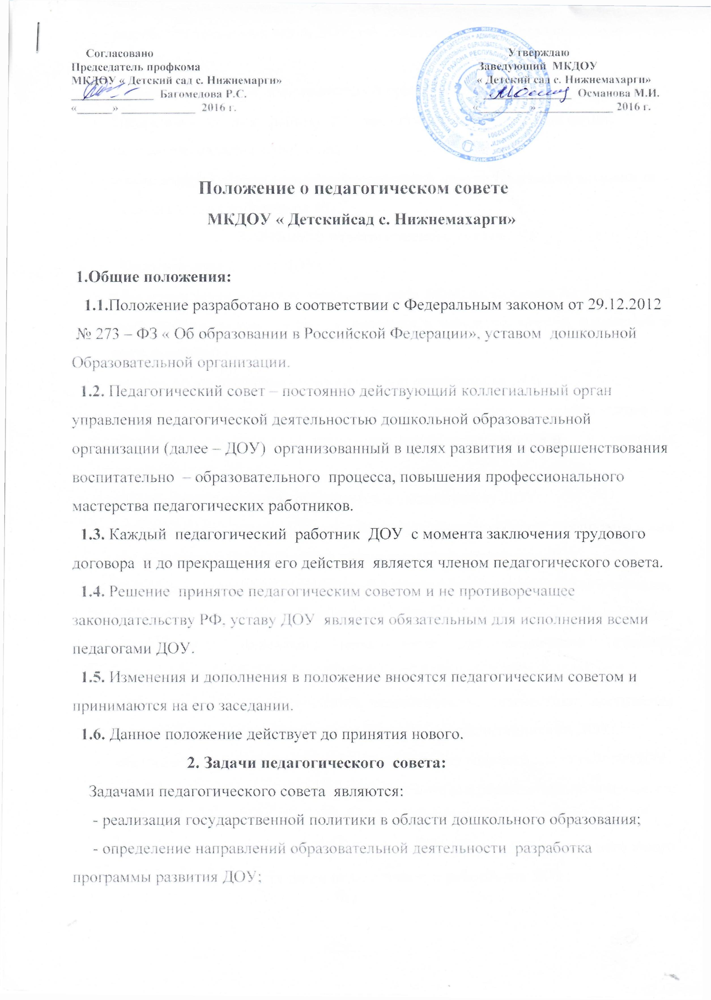 Согласовано
Председатель профкома
МКДОУ « Детский сад с. Нижнемарги»
______________ Багомедова Р.С.
«______» _____________ 2016 г.
Утверждаю
Заведующий МКДОУ
« Детский сад с. Нижнемахарги»
_______________ Османова М.И.
«_________» _____________ 2016 г.
Положение о педагогическом совете
МКДОУ « Детскийсад с. Нижнемахарги»
1.Общие положения:
1.1.Положение разработано в соответствии с Федеральным законом от 29.12.2012
№ 273 – ФЗ « Об образовании в Российской Федерации», уставом дошкольной
Образовательной организации.
1.2. Педагогический совет – постоянно действующий коллегиальный орган
управления педагогической деятельностью дошкольной образовательной
организации (далее – ДОУ) организованный в целях развития и совершенствования
воспитательно – образовательного процесса, повышения профессионального
мастерства педагогических работников.
1.3. Каждый педагогический работник ДОУ с момента заключения трудового
договора и до прекращения его действия является членом педагогического совета.
1.4. Решение принятое педагогическим советом и не противоречащее
законодательству РФ, уставу ДОУ является обязательным для исполнения всеми
педагогами ДОУ.
1.5. Изменения и дополнения в положение вносятся педагогическим советом и
принимаются на его заседании.
1.6. Данное положение действует до принятия нового.
2. Задачи педагогического совета:
Задачами педагогического совета являются:
- реализация государственной политики в области дошкольного образования;
- определение направлений образовательной деятельности разработка
программы развития ДОУ;